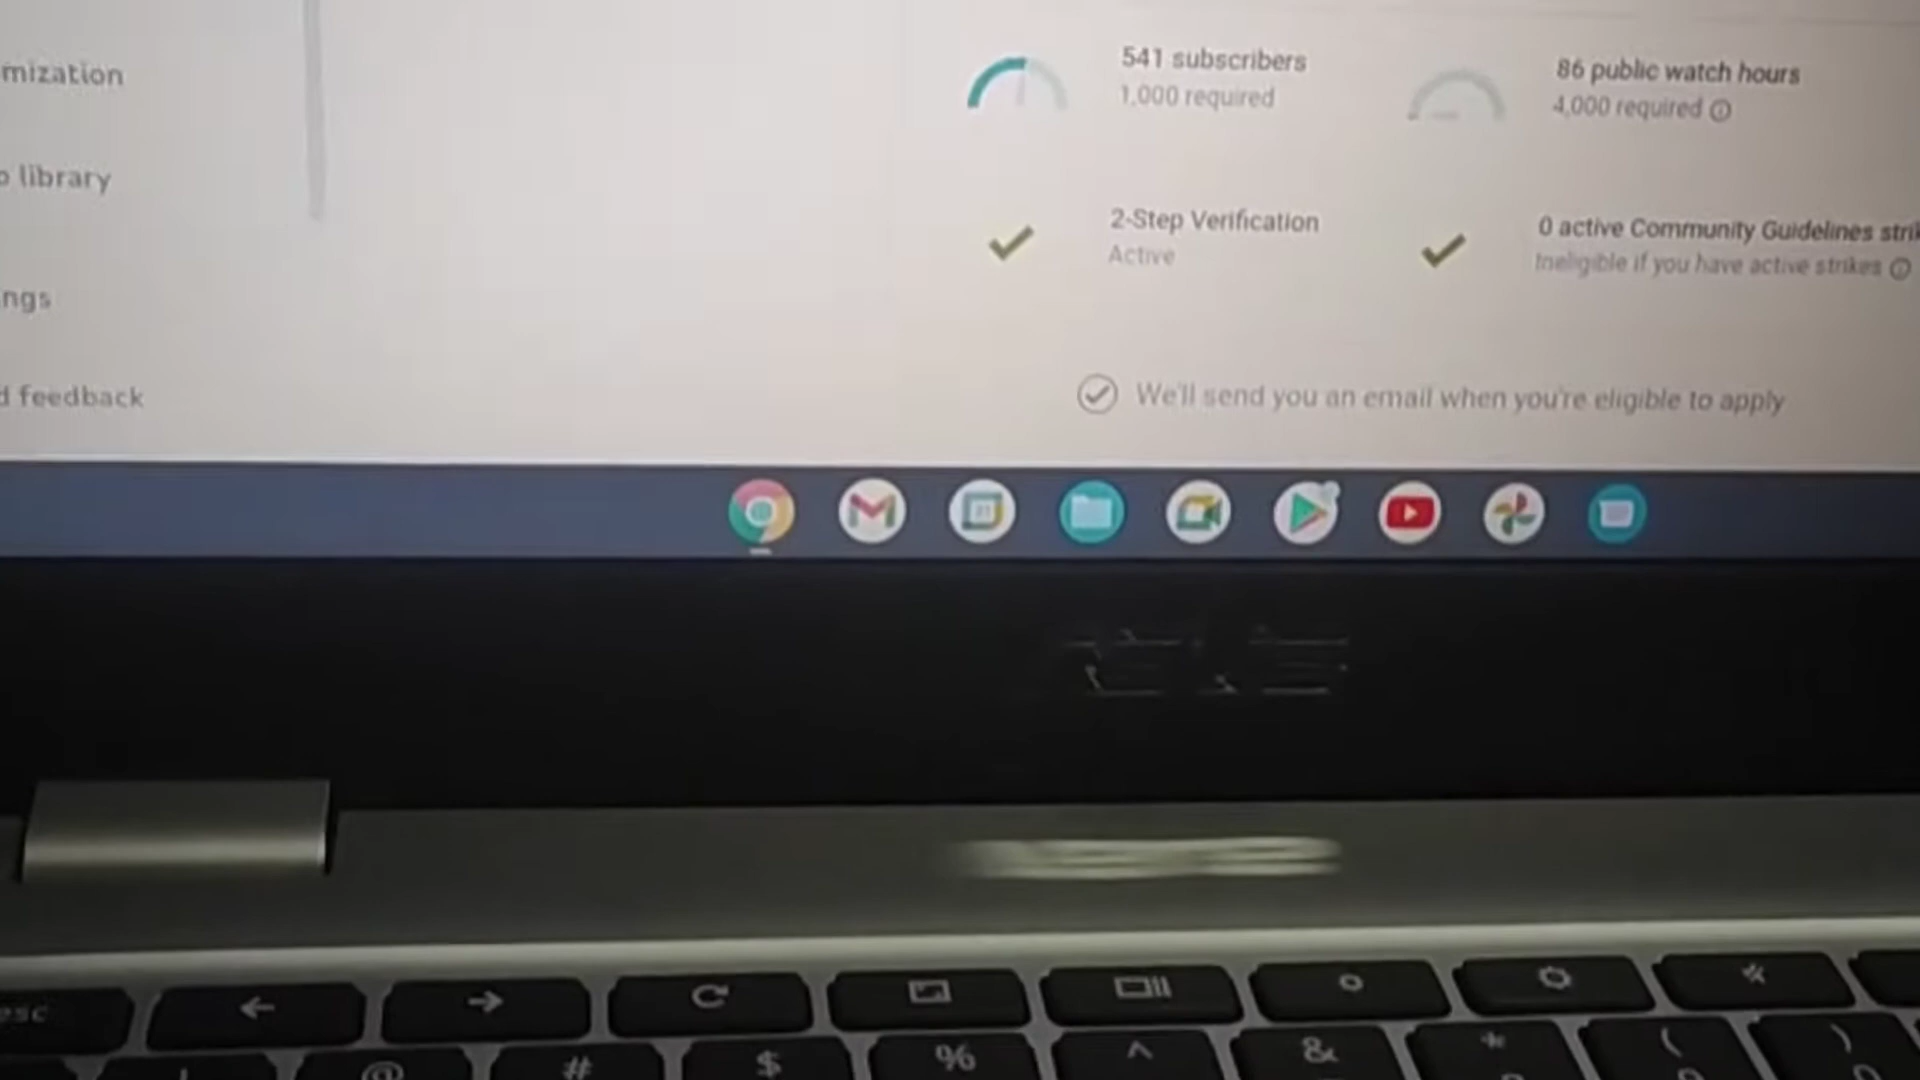 mization
library
ngs
d feedback
541 subscribers
1,000 required
86 public watch hours
4,000 required
2-Step Verification
Active
0 active Community Guidelines strik
Ineligible if you have active strikes
We'll send you an email when you're eligible to apply
esc
@
#
$
%
^
&
*
(
)